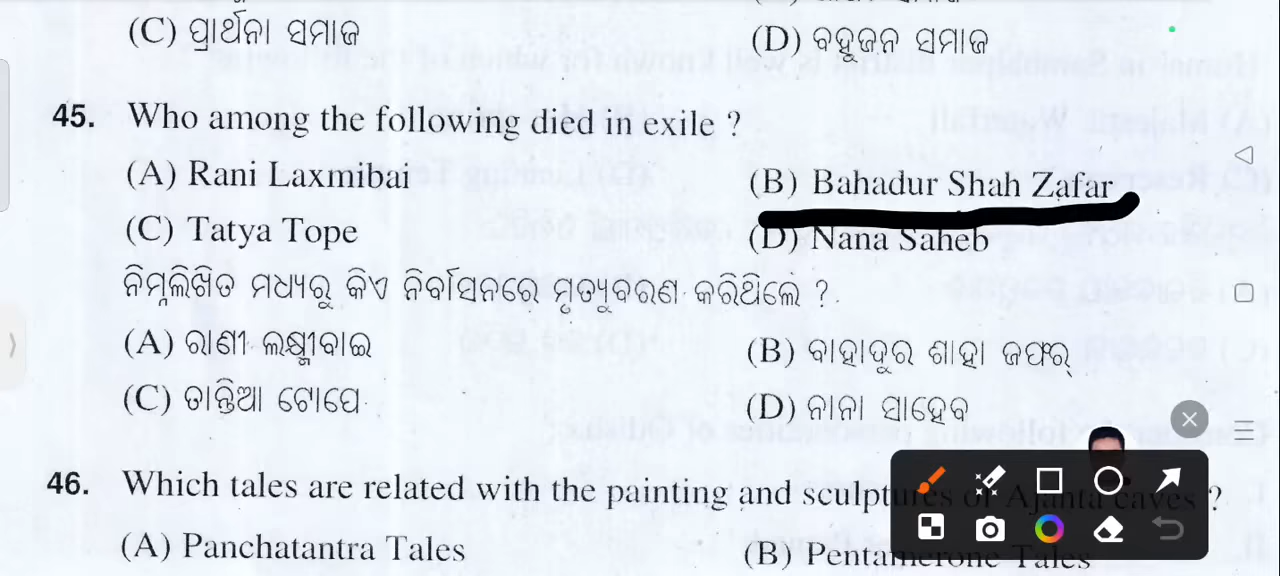 (C) ପ୍ରାର୍ଥନା ସମାଜ
(D) ବହୁଜନ ସମାଜ
45. Who among the following died in exile ?
(A) Rani Laxmibai
(B) Bahadur Shah Zafar
(C) Tatya Tope
(D) Nana Saheb
ନିମ୍ନଲିଖିତ ମଧ୍ୟରୁ କିଏ ନିର୍ବାସନରେ ମୃତ୍ୟୁବରଣ କରିଥିଲେ ?
(A) ରାଣୀ ଲକ୍ଷ୍ମୀବାଇ
(B) ବାହାଦୁର ଶାହା ଜଫର୍
(C) ତାନ୍ତିଆ ଟୋପେ
(D) ନାନା ସାହେବ
46. Which tales are related with the painting and sculptures of Ajanta caves ?
(A) Panchatantra Tales
(B) Pentamerone Tales